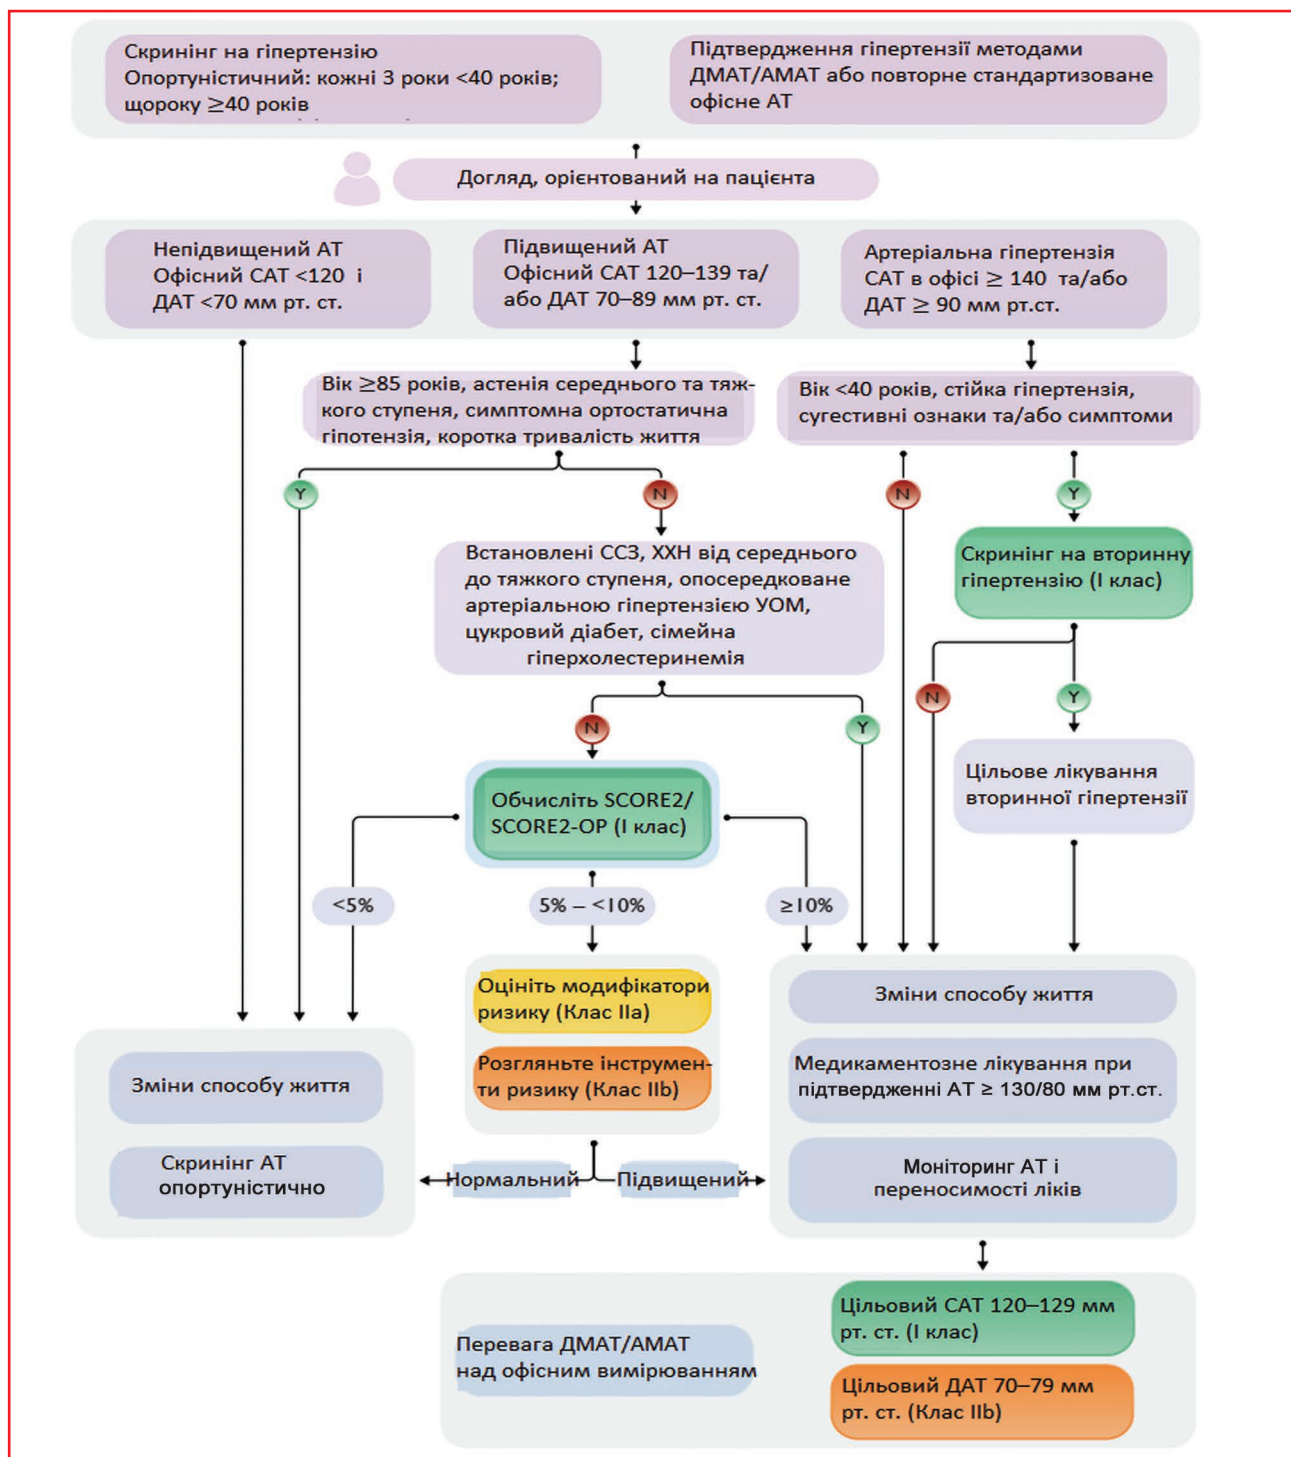 Скринінг на гіпертензію
Опортуністичний: кожні 3 роки <40 років;
щороку ≥40 років
Підтвердження гіпертензії методами
ДМАТ/АМАТ або повторне стандартизоване
офісне АТ
Догляд, орієнтований на пацієнта
Непідвищений АТ
Офісний САТ <120 і
ДАТ <70 мм рт. ст.
Підвищений АТ
Офісний САТ 120–139 та/
або ДАТ 70–89 мм рт. ст.
Артеріальна гіпертензія
САТ в офісі ≥ 140 та/або
ДАТ ≥ 90 мм рт.ст.
Вік ≥85 років, астенія середнього та тяж-
кого ступеня, симптомна ортостатична
гіпотензія, коротка тривалість життя
Вік <40 років, стійка гіпертензія,
сугестивні ознаки та/або симптоми
Y
N
N
Y
Встановлені ССЗ, ХХН від середнього
до тяжкого ступеня, опосередковане
артеріальною гіпертензією УОМ,
цукровий діабет, сімейна
гіперхолестеринемія
Скринінг на вторинну
гіпертензію (I клас)
N
Y
N
Y
Обчисліть SCORE2/
SCORE2-OP (I клас)
Цільове лікування
вторинної гіпертензії
<5%
5% – <10%
≥10%
Оцініть модифікатори
ризику (Клас IIa)
Розгляньте інструмен-
ти ризику (Клас IIb)
Зміни способу життя
Медикаментозне лікування при
підтвердженні АТ ≥ 130/80 мм рт.ст.
Моніторинг АТ і
переносимості ліків
Зміни способу життя
Скринінг АТ
опортуністично
Нормальний
Підвищений
Перевага ДМАТ/АМАТ
над офісним вимірюванням
Цільовий САТ 120–129 мм
рт. ст. (I клас)
Цільовий ДАТ 70–79 мм
рт. ст. (Клас IIb)